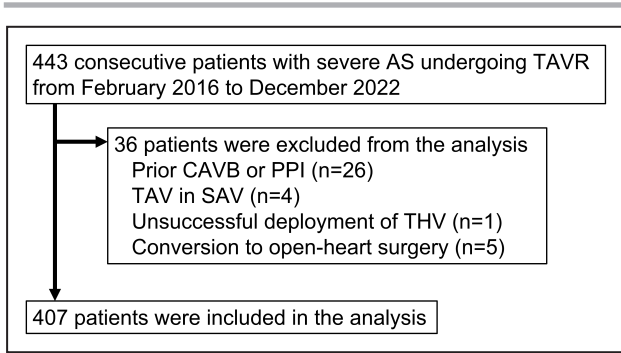 443 consecutive patients with severe AS undergoing TAVR
from February 2016 to December 2022
36 patients were excluded from the analysis
Prior CAVB or PPI (n=26)
TAV in SAV (n=4)
Unsuccessful deployment of THV (n=1)
Conversion to open-heart surgery (n=5)
407 patients were included in the analysis